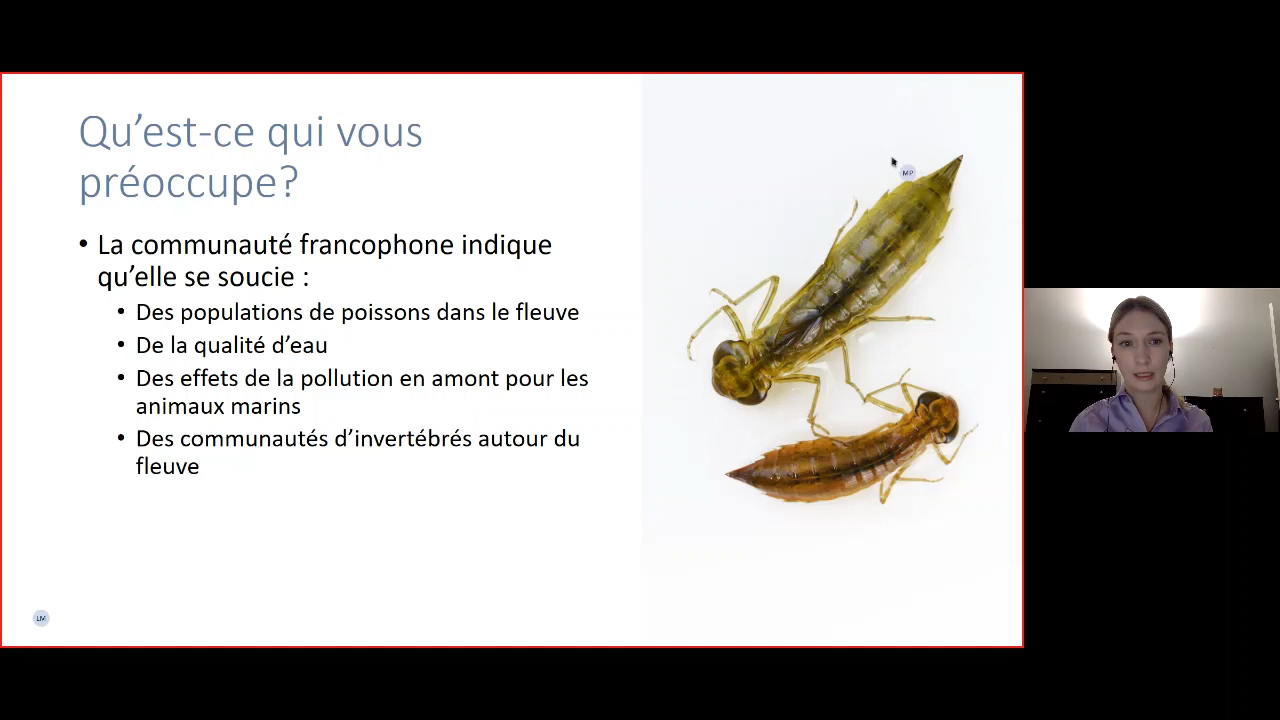 Qu’est-ce qui vous
préoccupe?
• La communauté francophone indique
qu’elle se soucie :
• Des populations de poissons dans le fleuve
• De la qualité d’eau
• Des effets de la pollution en amont pour les
animaux marins
• Des communautés d’invertébrés autour du
fleuve
MP
LM